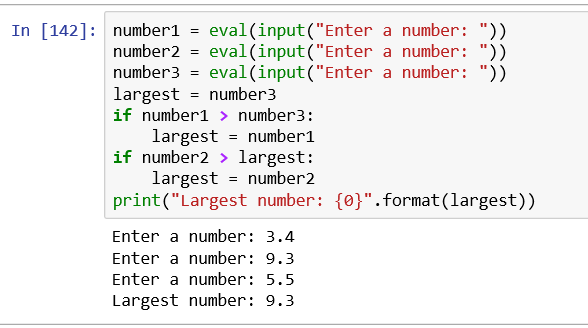 In [142]: number1 = eval(input("Enter a number: "))
number2 = eval(input("Enter a number: "))
number3 = eval(input("Enter a number: "))
largest = number3
if number1 > number3:
    largest = number1
if number2 > largest:
    largest = number2
print("Largest number: {0}".format(largest))
Enter a number: 3.4
Enter a number: 9.3
Enter a number: 5.5
Largest number: 9.3